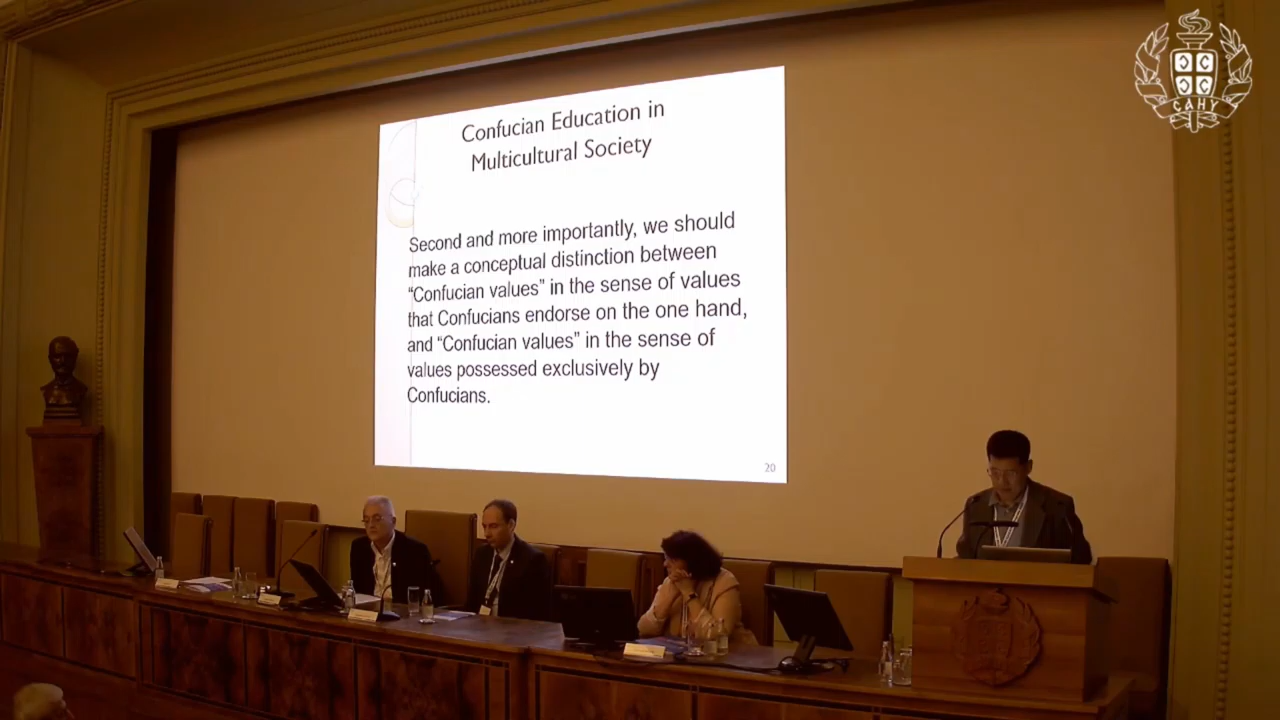 Confucian Education in
Multicultural Society
Second and more importantly, we should
make a conceptual distinction between
“Confucian values” in the sense of values
that Confucians endorse on the one hand,
and “Confucian values” in the sense of
values possessed exclusively by
Confucians.
20
САНУ